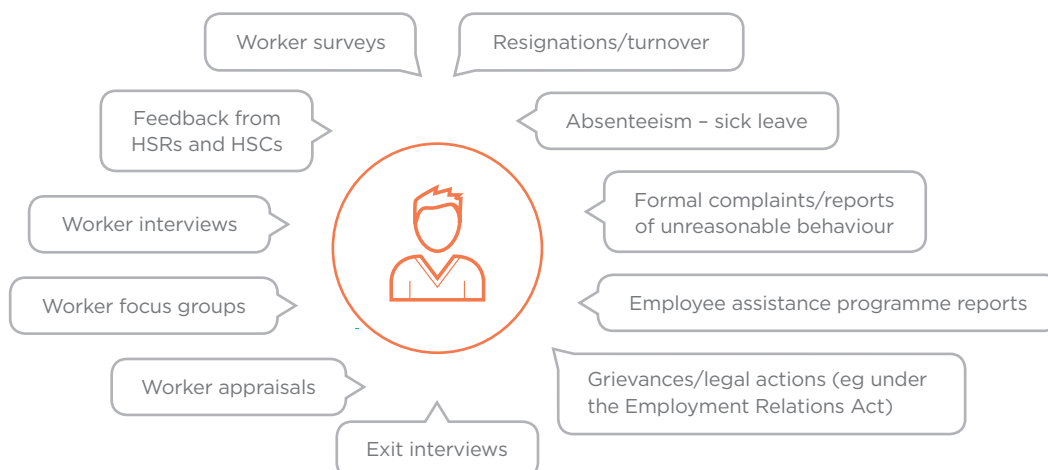 Worker surveys
Resignations/turnover
Feedback from
HSRs and HSCs
Absenteeism – sick leave
Worker interviews
Formal complaints/reports
of unreasonable behaviour
Worker focus groups
Employee assistance programme reports
Worker appraisals
Grievances/legal actions (eg under
the Employment Relations Act)
Exit interviews